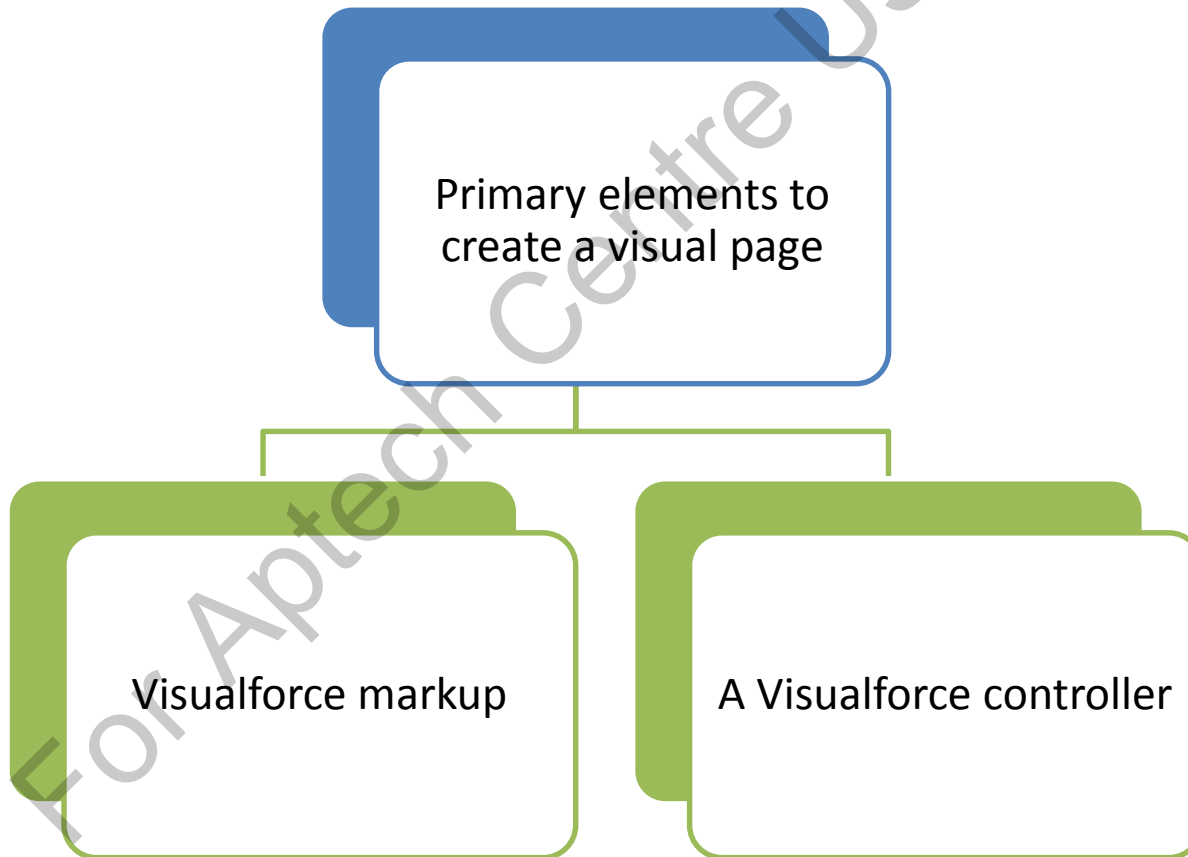 Primary elements to
create a visual page
Visualforce markup
A Visualforce controller
For Aptech Centre